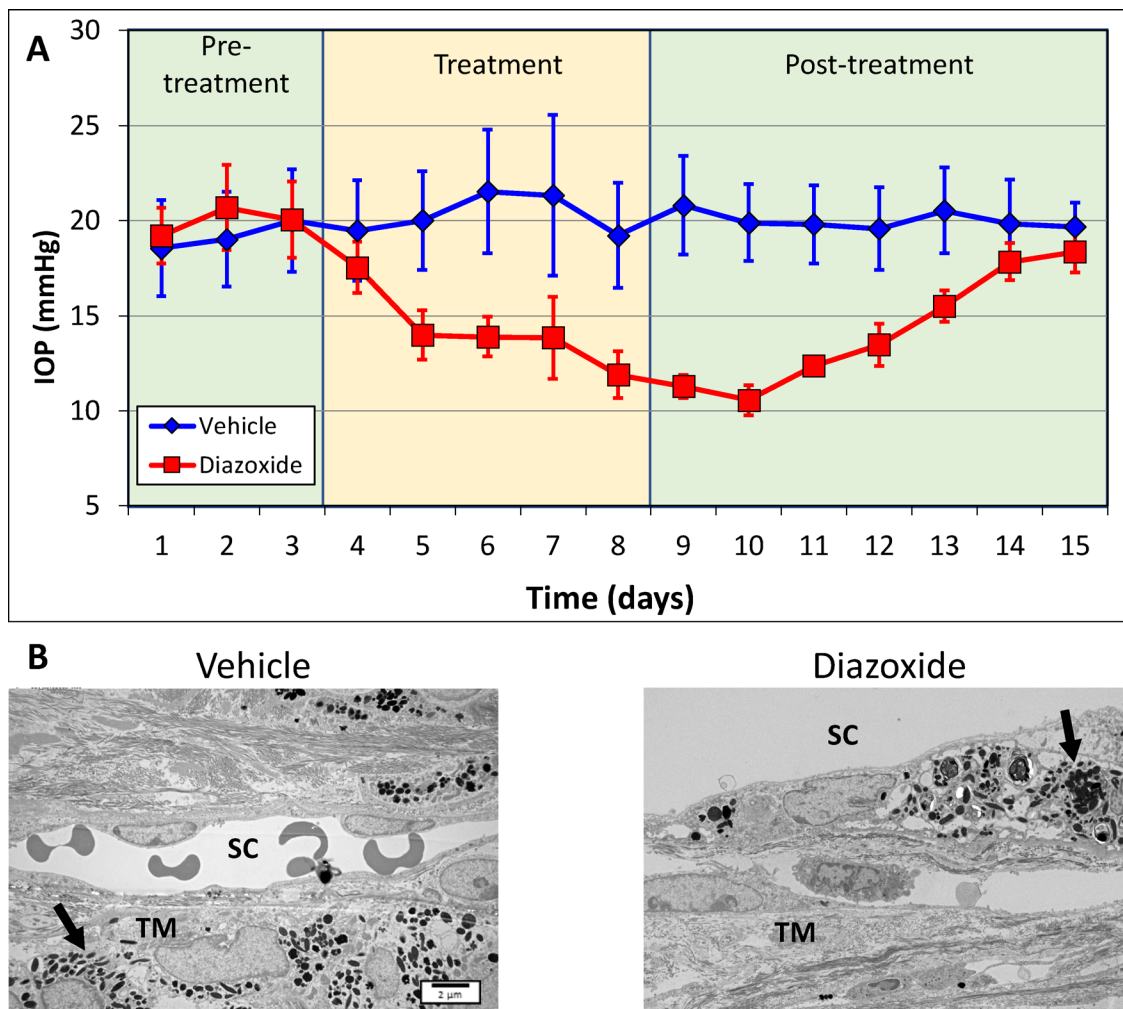 A
Pre-
treatment
Treatment
Post-treatment
30
25
20
15
10
5
IOP (mmHg)
Vehicle
Diazoxide
1 2 3 4 5 6 7 8 9 10 11 12 13 14 15
Time (days)
B
Vehicle
Diazoxide
SC
TM
2 µm
SC
TM